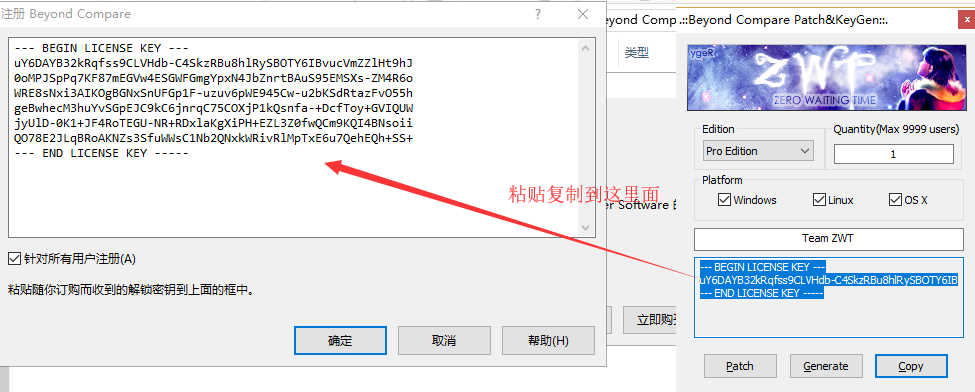 注册 Beyond Compare
--- BEGIN LICENSE KEY ---
uY6DAYB32kRqfss9CLVHdb-C4SkzRBu8hlRySBOTY6IBvucVmZZlHt9hJ
0oMPJSpPq7KF87mEGVw4ESGWFGmgYpxN4JbZnrtBAuS95EMSXs-ZM4R6o
WRE8sNxi3AIKOgBGNxSnUFGp1F-uzuv6pWE945Cw-u2bKSdRtazFvO55h
geBwhecM3huYvSGpEJC9kC6jnrqC75COXjP1kQsnfa-+DcfToy+GVIQUW
jyUlD-0K1+JF4RoTEGU-NR+RDxlaKgXiPH+EZL3Z0fwQCm9KQI4BNsoii
QO78E2JLqBRoAKNZs3SfuWWsC1Nb2QNxkWRivRlMpTxE6u7QehEQh+SS+
--- END LICENSE KEY -----
针对所有用户注册(A)
粘贴随你订购而收到的解锁密钥到上面的框中。
确定
取消
帮助(H)
eyond Comp
类型
粘贴复制到这里面
er Software 的
立即购买
.::Beyond Compare Patch&KeyGen::.
ygeR
ZWT
ZERO WAITING TIME
Edition
Quantity(Max 9999 users)
Pro Edition
1
Platform
Windows
Linux
OS X
Team ZWT
--- BEGIN LICENSE KEY ---
uY6DAYB32kRqfss9CLVHdb-C4SkzRBu8hlRySBOTY6IB
--- END LICENSE KEY -----
Patch
Generate
Copy